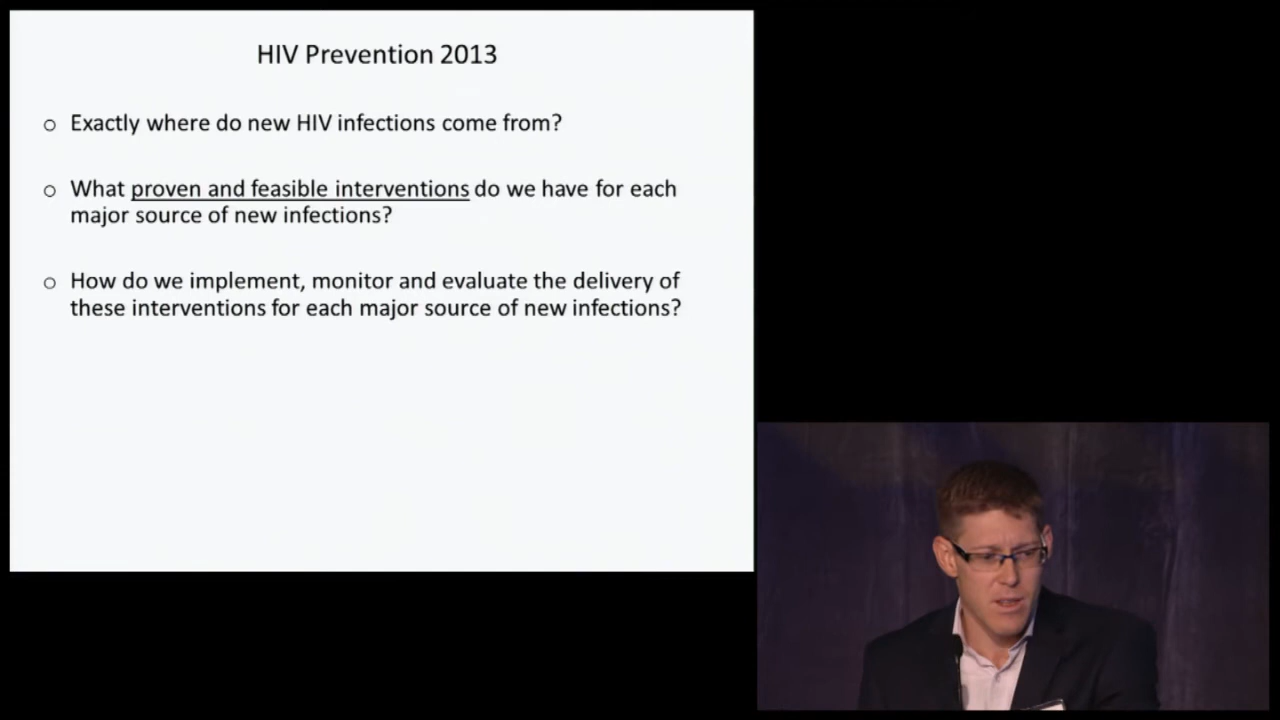 HIV Prevention 2013
o Exactly where do new HIV infections come from?
o What proven and feasible interventions do we have for each
major source of new infections?
o How do we implement, monitor and evaluate the delivery of
these interventions for each major source of new infections?